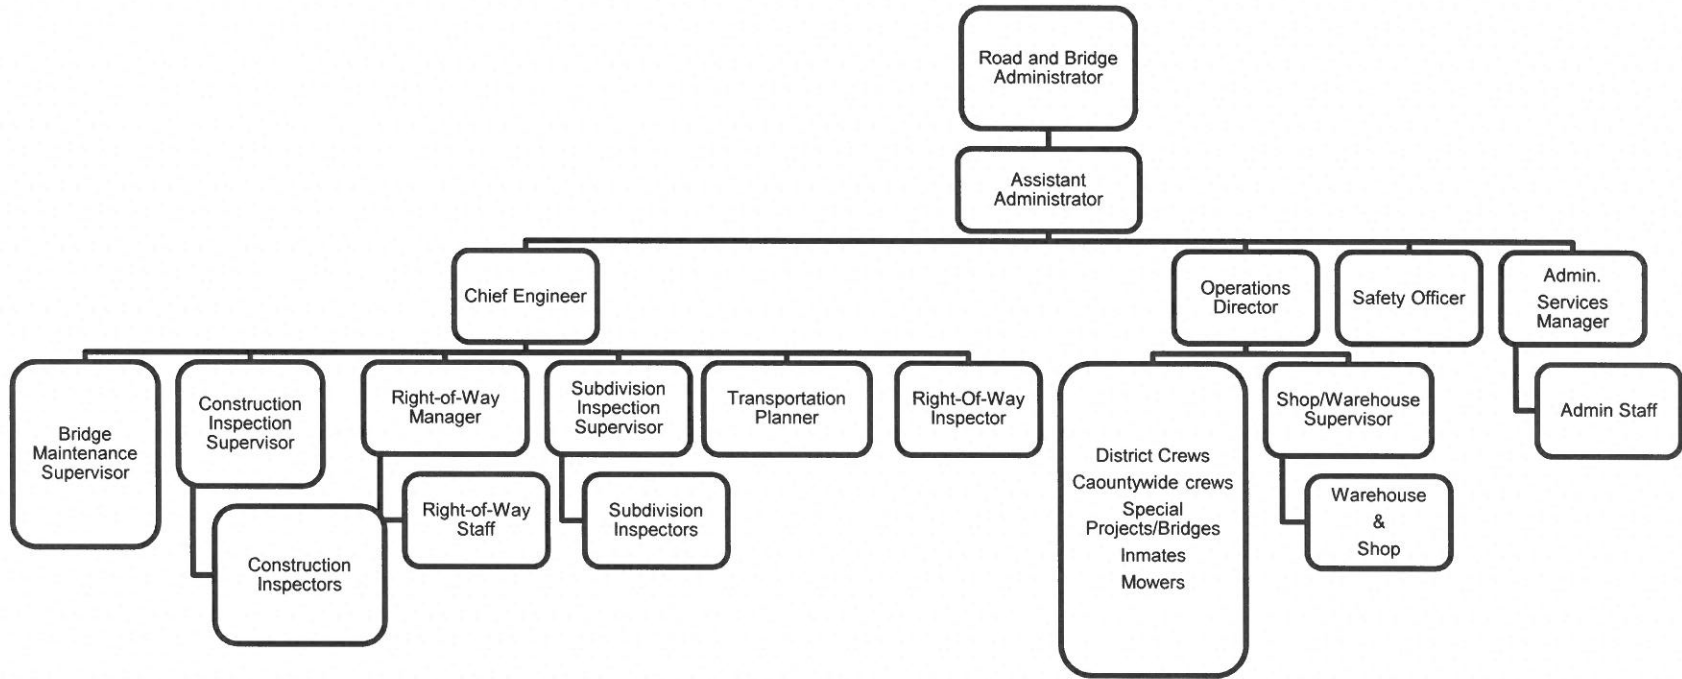 Road and Bridge
Administrator
Assistant
Administrator
Chief Engineer
Operations
Director
Safety Officer
Admin.
Services
Manager
Bridge
Maintenance
Supervisor
Construction
Inspection
Supervisor
Right-of-Way
Manager
Subdivision
Inspection
Supervisor
Transportation
Planner
Right-Of-Way
Inspector
District Crews
Caountywide crews
Special
Projects/Bridges
Inmates
Mowers
Shop/Warehouse
Supervisor
Admin Staff
Construction
Inspectors
Right-of-Way
Staff
Subdivision
Inspectors
Warehouse
&
Shop